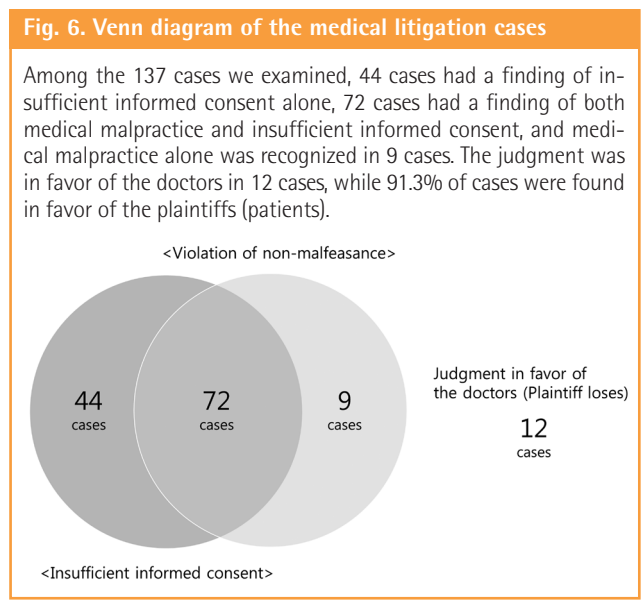 Fig. 6. Venn diagram of the medical litigation cases
Among the 137 cases we examined, 44 cases had a finding of in-
sufficient informed consent alone, 72 cases had a finding of both
medical malpractice and insufficient informed consent, and medi-
cal malpractice alone was recognized in 9 cases. The judgment was
in favor of the doctors in 12 cases, while 91.3% of cases were found
in favor of the plaintiffs (patients).
<Violation of non-malfeasance>
44
cases
72
cases
9
cases
Judgment in favor of
the doctors (Plaintiff loses)
12
cases
<Insufficient informed consent>